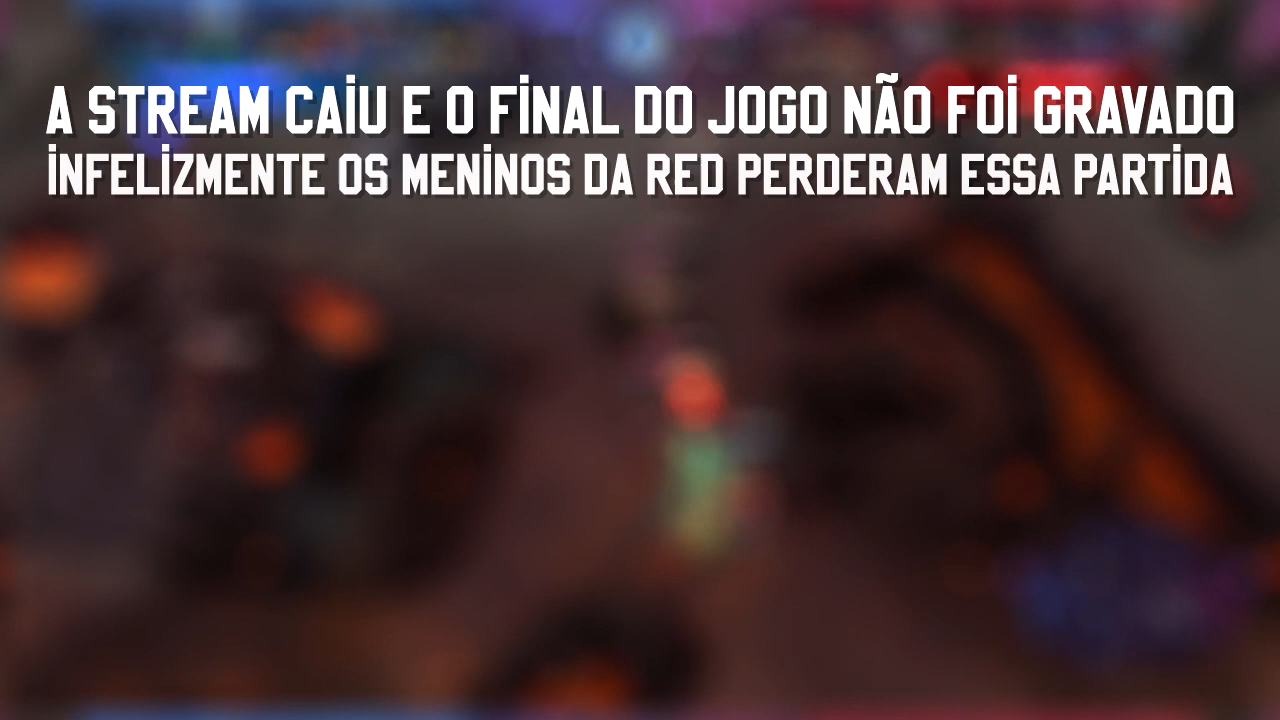 A STREAM CAIU E O FINAL DO JOGO NÃO FOI GRAVADO
INFELIZMENTE OS MENINOS DA RED PERDERAM ESSA PARTIDA